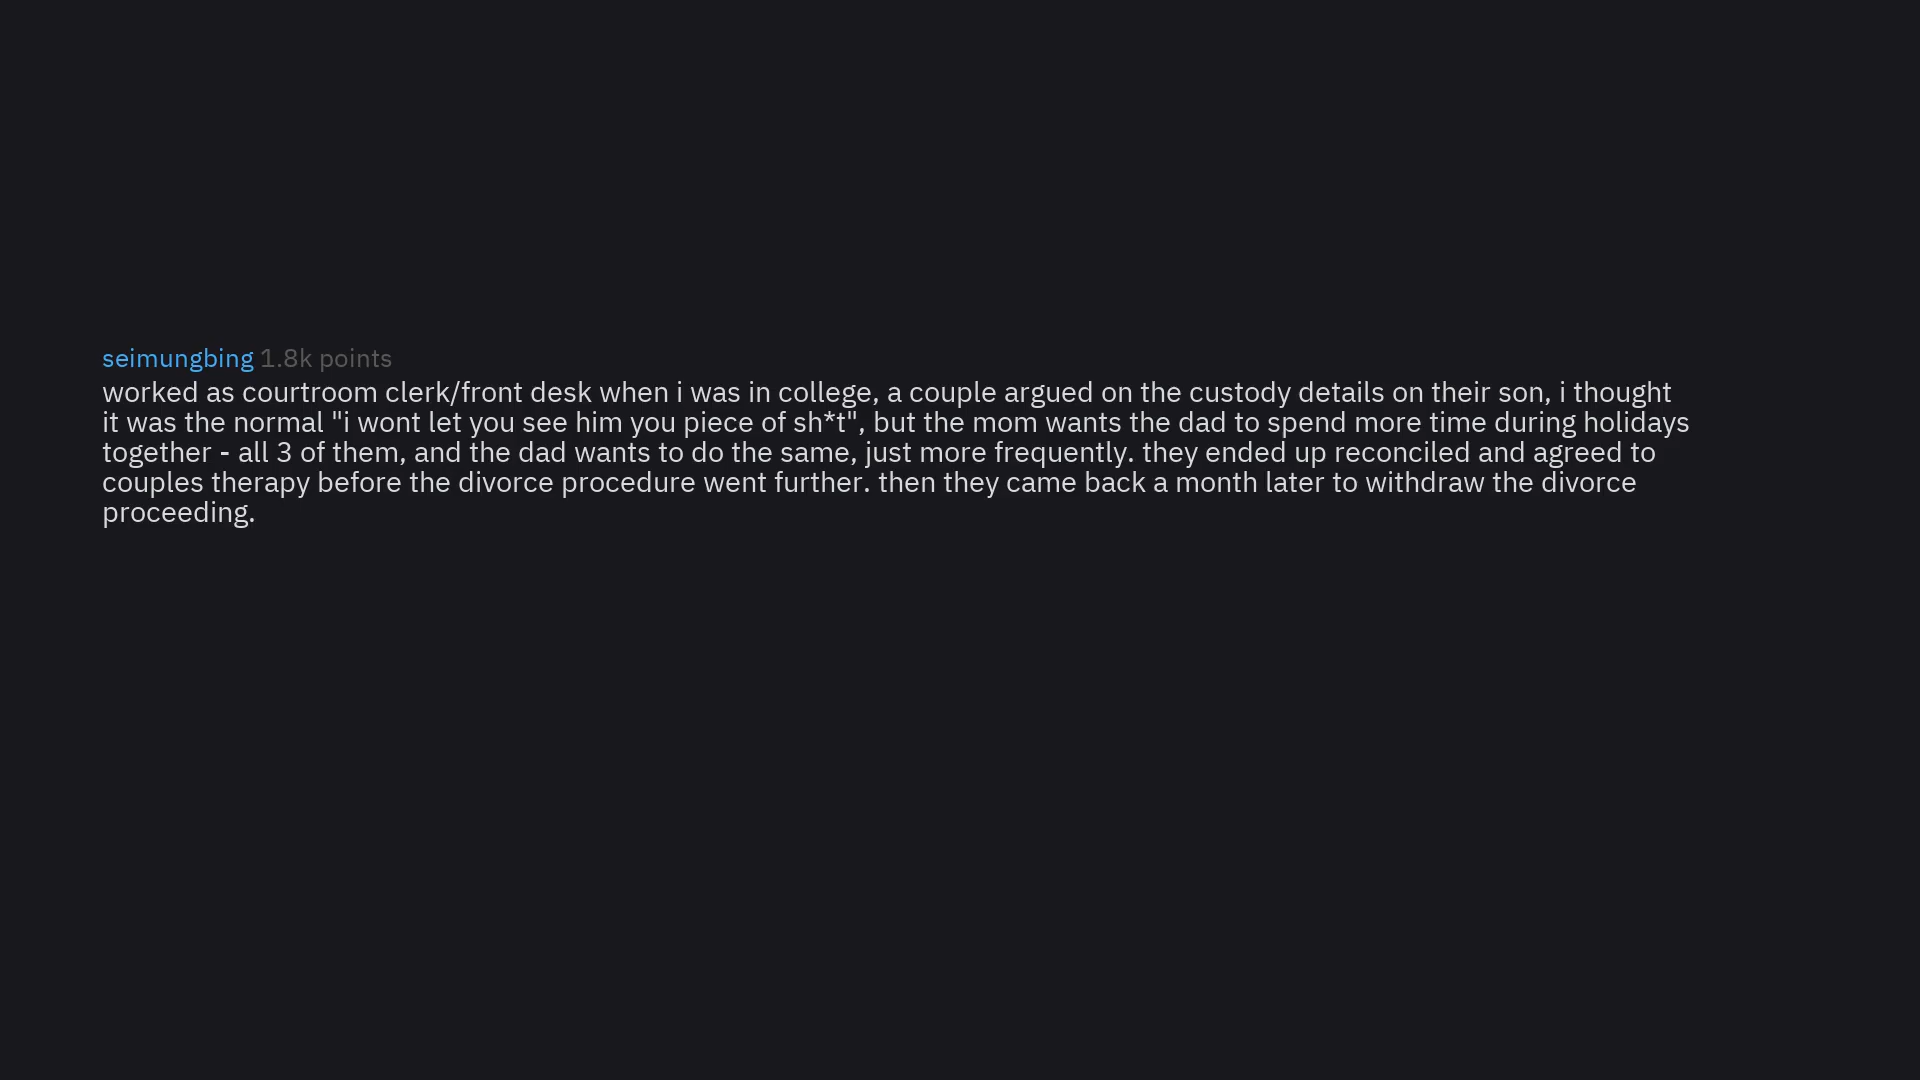 seimungbing 1.8k points
worked as courtroom clerk/front desk when i was in college, a couple argued on the custody details on their son, i thought
it was the normal "i wont let you see him you piece of sh*t", but the mom wants the dad to spend more time during holidays
together - all 3 of them, and the dad wants to do the same, just more frequently. they ended up reconciled and agreed to
couples therapy before the divorce procedure went further. then they came back a month later to withdraw the divorce
proceeding.